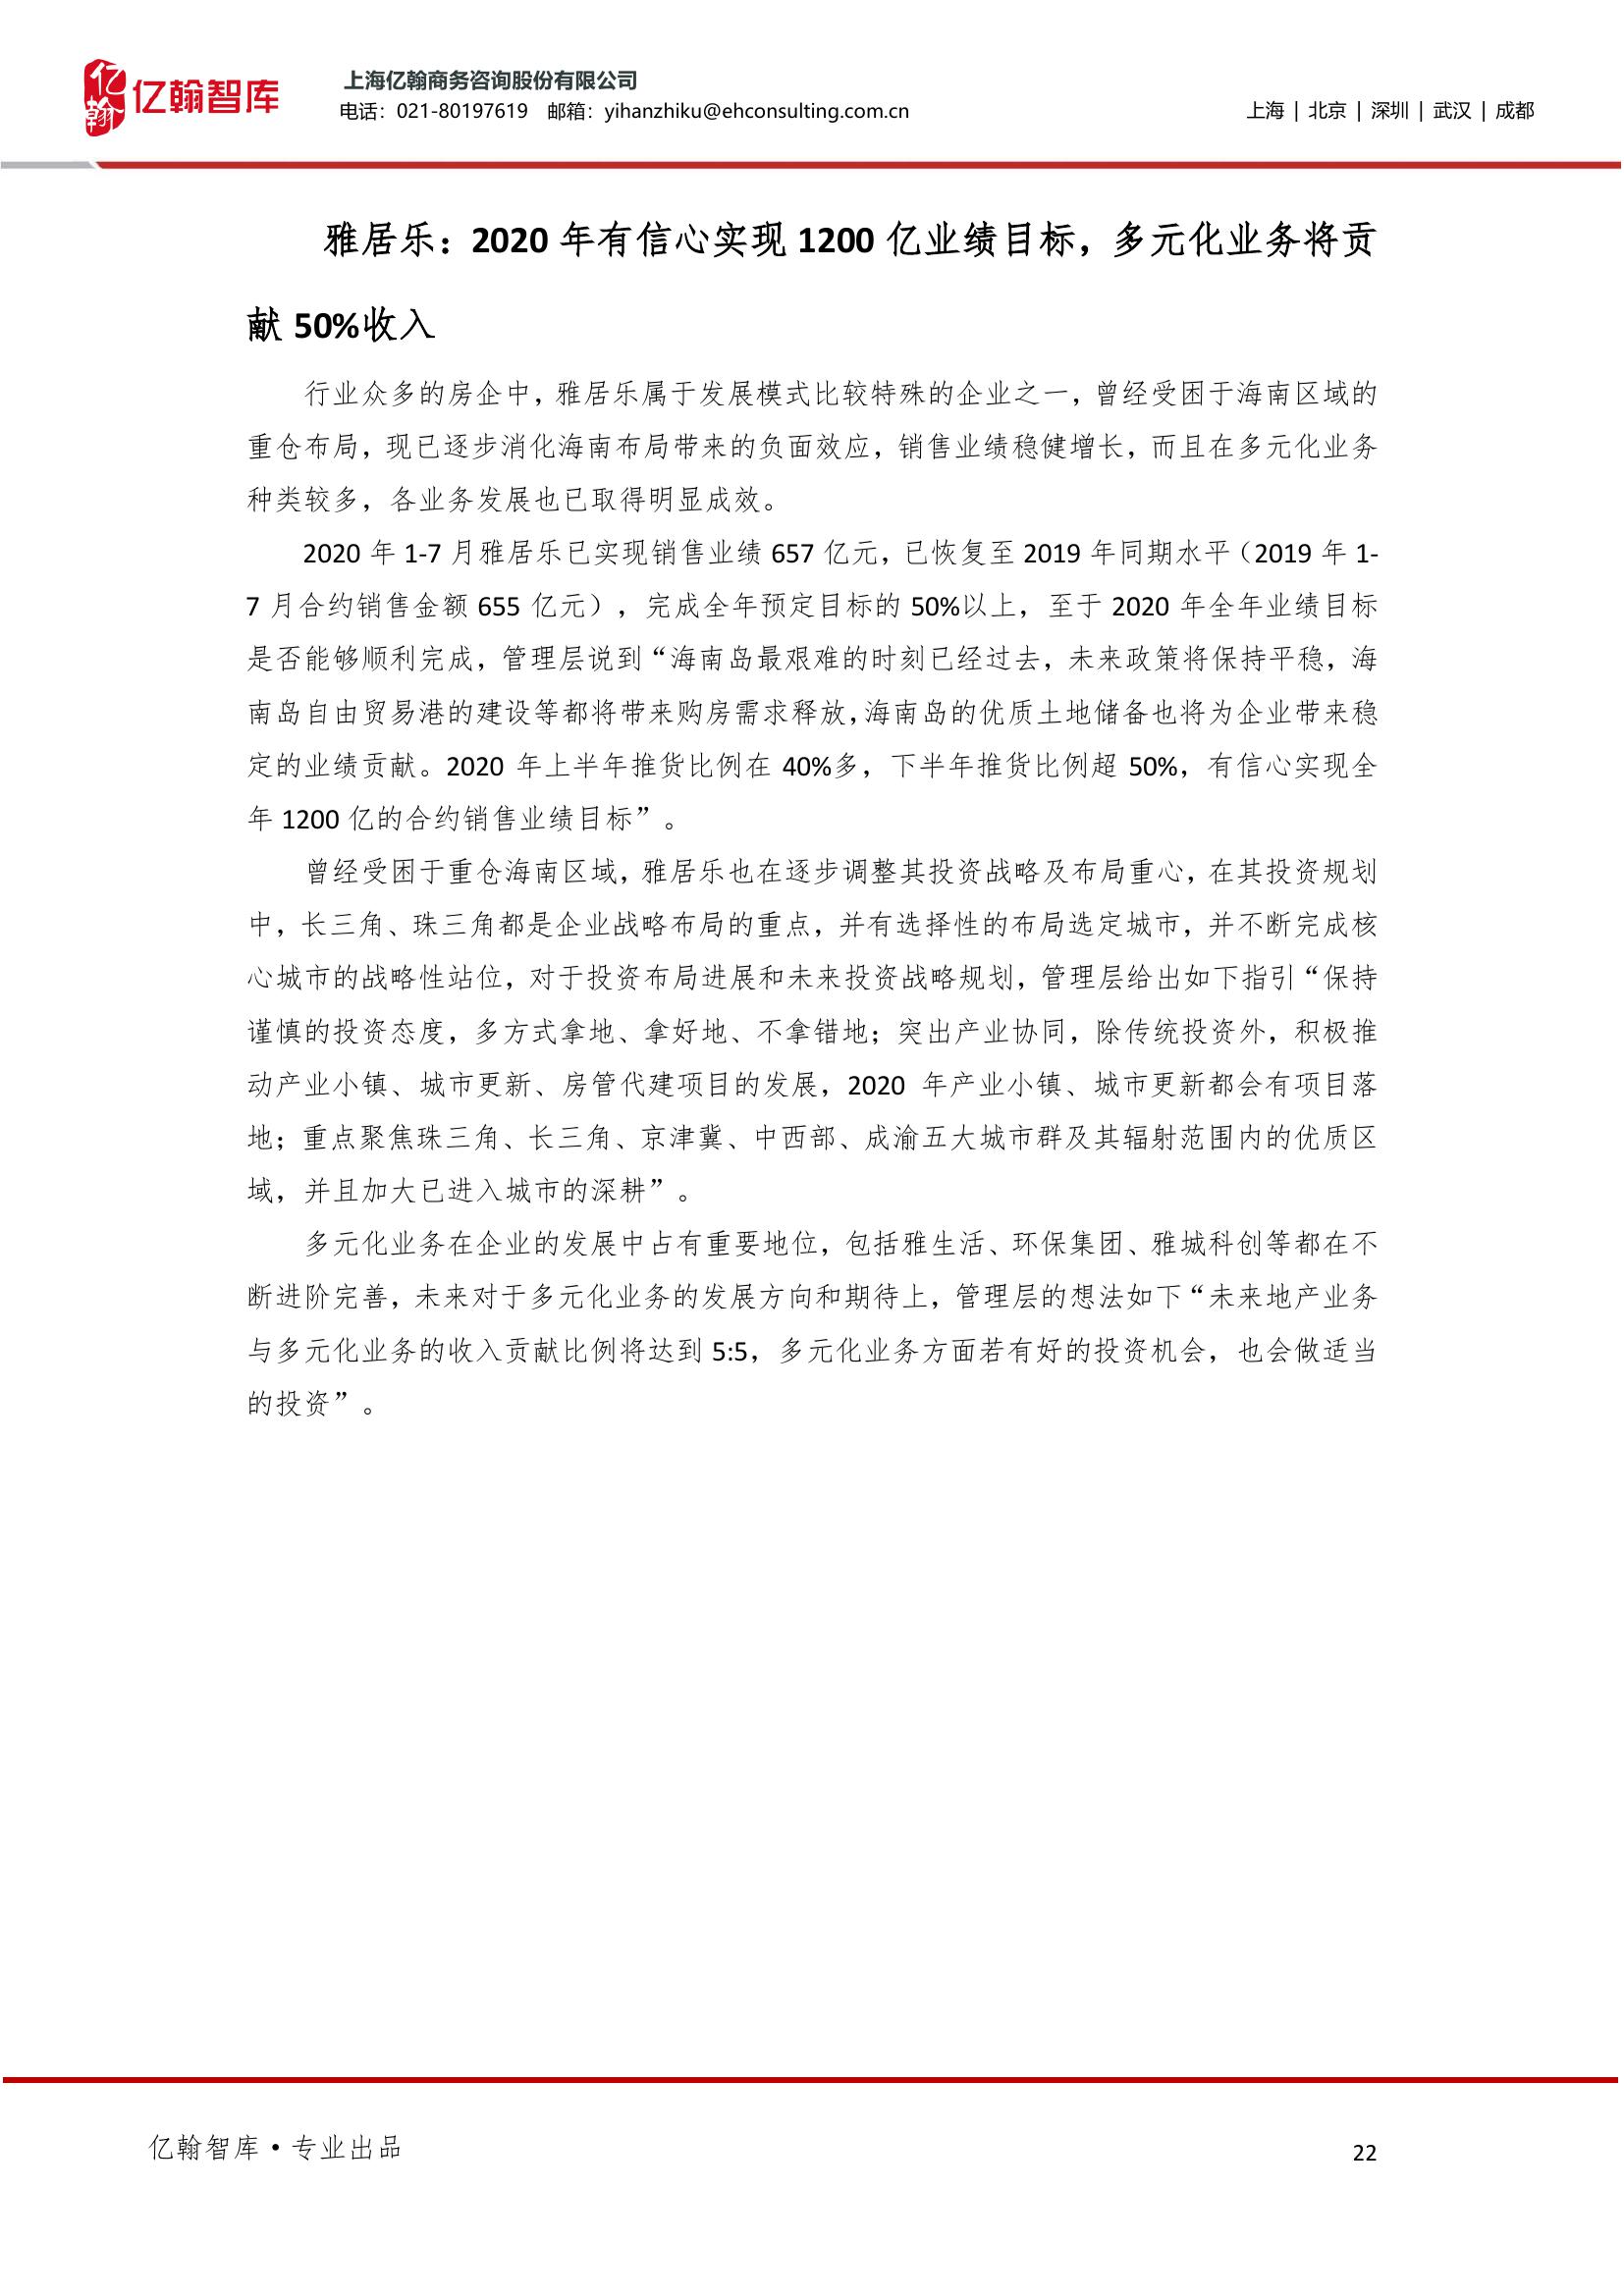 亿翰 亿翰智库
上海亿翰商务咨询股份有限公司
电话：021-80197619 邮箱：yihanzhiku@ehconsulting.com.cn
上海 | 北京 | 深圳 | 武汉 | 成都
雅居乐：2020 年有信心实现 1200 亿业绩目标，多元化业务将贡
献 50%收入
行业众多的房企中，雅居乐属于发展模式比较特殊的企业之一，曾经受困于海南区域的
重仓布局，现已逐步消化海南布局带来的负面效应，销售业绩稳健增长，而且在多元化业务
种类较多，各业务发展也已取得明显成效。
2020 年 1-7 月雅居乐已实现销售业绩 657 亿元，已恢复至 2019 年同期水平（2019 年 1-
7 月合约销售金额 655 亿元），完成全年预定目标的 50%以上，至于 2020 年全年业绩目标
是否能够顺利完成，管理层说到“海南岛最艰难的时刻已经过去，未来政策将保持平稳，海
南岛自由贸易港的建设等都将带来购房需求释放，海南岛的优质土地储备也将为企业带来稳
定的业绩贡献。2020 年上半年推货比例在 40%多，下半年推货比例超 50%，有信心实现全
年 1200 亿的合约销售业绩目标”。
曾经受困于重仓海南区域，雅居乐也在逐步调整其投资战略及布局重心，在其投资规划
中，长三角、珠三角都是企业战略布局的重点，并有选择性的布局选定城市，并不断完成核
心城市的战略性站位，对于投资布局进展和未来投资战略规划，管理层给出如下指引“保持
谨慎的投资态度，多方式拿地、拿好地、不拿错地；突出产业协同，除传统投资外，积极推
动产业小镇、城市更新、房管代建项目的发展，2020 年产业小镇、城市更新都会有项目落
地；重点聚焦珠三角、长三角、京津冀、中西部、成渝五大城市群及其辐射范围内的优质区
域，并且加大已进入城市的深耕”。
多元化业务在企业的发展中占有重要地位，包括雅生活、环保集团、雅城科创等都在不
断进阶完善，未来对于多元化业务的发展方向和期待上，管理层的想法如下“未来地产业务
与多元化业务的收入贡献比例将达到 5:5，多元化业务方面若有好的投资机会，也会做适当
的投资”。
亿翰智库•专业出品
22